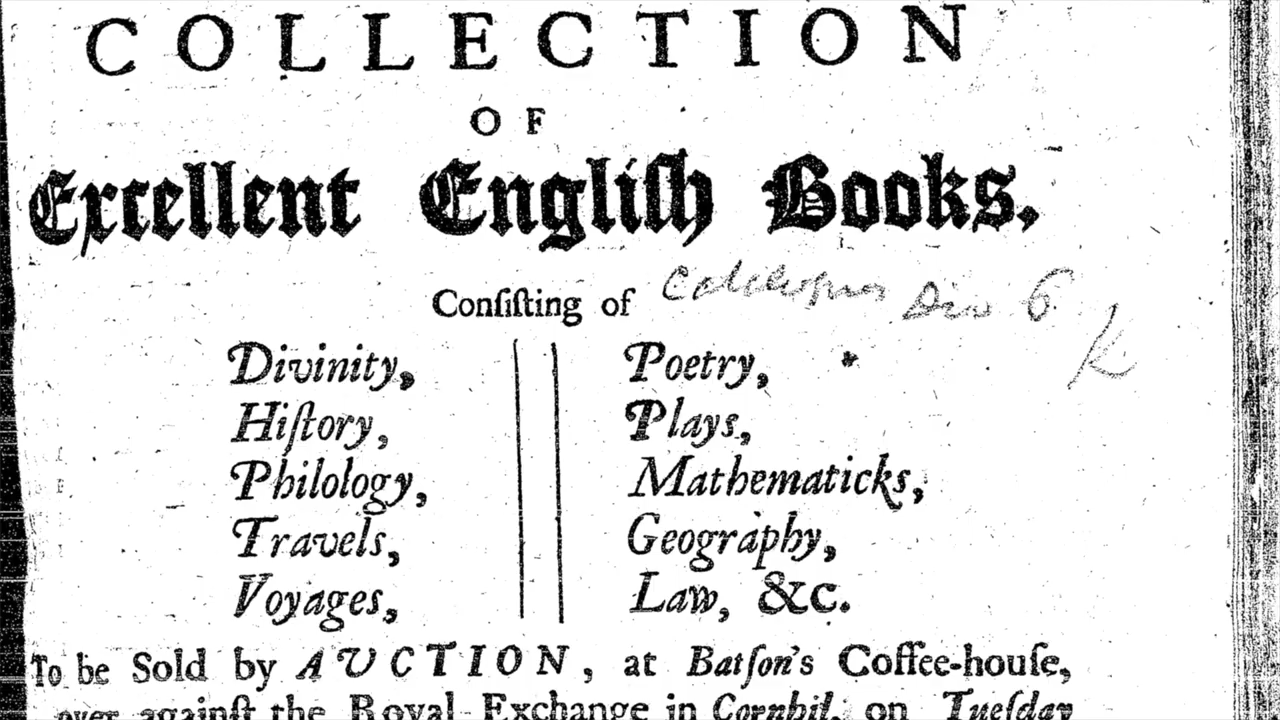 COLLECTION
OF
Excellent Engliſh Books.
Conſiſting of
Divinity,
Hiſtory,
Philology,
Travels,
Voyages,
Poetry,
Plays,
Mathematicks,
Geography,
Law, &c.
To be Sold by AUCTION, at Batſon's Coffee-houſe,
over againſt the Royal Exchange in Cornhil, on Tueſday